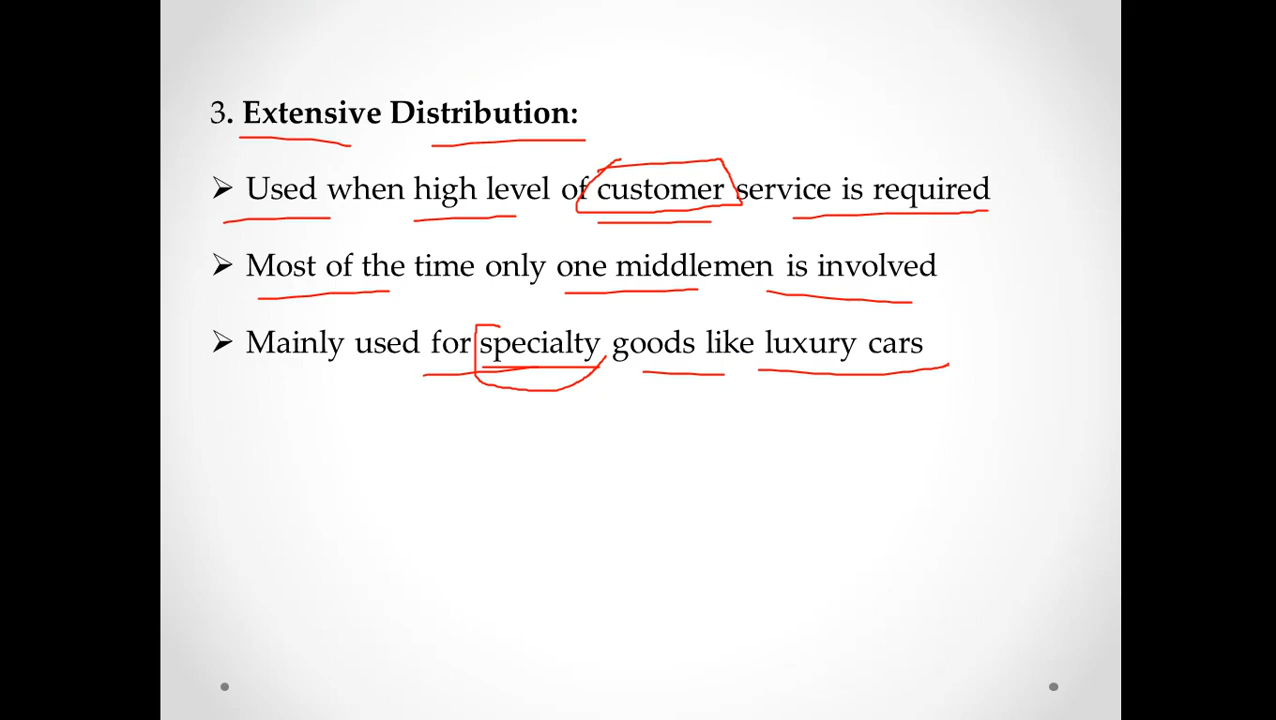 3. Extensive Distribution:
➢ Used when high level of customer service is required
➢ Most of the time only one middlemen is involved
➢ Mainly used for specialty goods like luxury cars